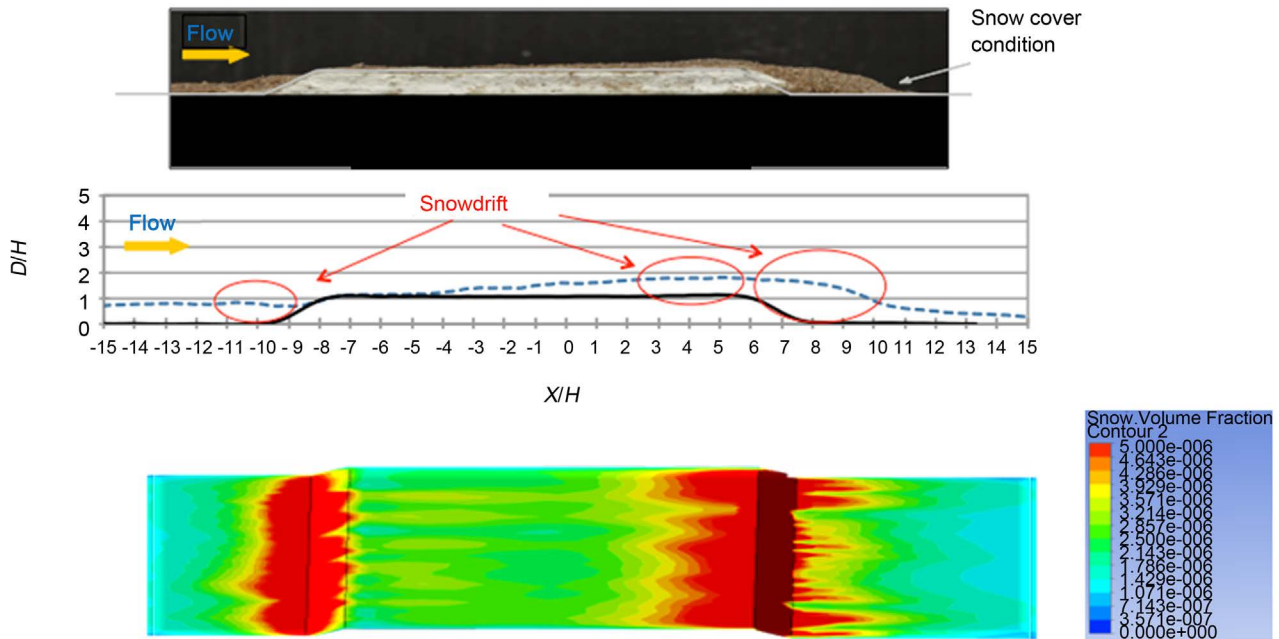 Flow
Snow cover
condition
5
4
3
2
1
0
D/H
Flow
Snowdrift
-15 -14 -13 -12 -11 -10 - 9 -8 -7 -6 -5 -4 -3 -2 -1 0 1 2 3 4 5 6 7 8 9 10 11 12 13 14 15
X/H
Snow.Volume Fraction
Contour 2
5.000e-006
4.643e-006
4.286e-006
3.929e-006
3.571e-006
3.214e-006
2.857e-006
2.500e-006
2.143e-006
1.786e-006
1.429e-006
1.071e-006
7.143e-007
3.571e-007
0.000e+000